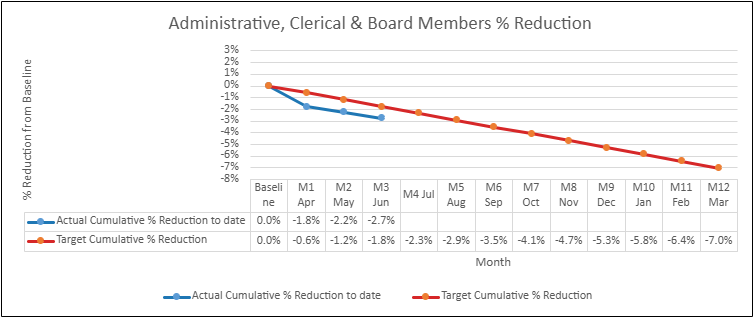 Administrative, Clerical & Board Members % Reduction
% Reduction from Baseline
3%
2%
1%
0%
-1%
-2%
-3%
-4%
-5%
-6%
-7%
-8%
Baseli M1 M2 M3 M4 Jul M5 M6 M7 M8 M9 M10 M11 M12
ne Apr May Jun Aug Sep Oct Nov Dec Jan Feb Mar
Actual Cumulative % Reduction to date 0.0% -1.8% -2.2% -2.7%
Target Cumulative % Reduction 0.0% -0.6% -1.2% -1.8% -2.3% -2.9% -3.5% -4.1% -4.7% -5.3% -5.8% -6.4% -7.0%
Month
Actual Cumulative % Reduction to date Target Cumulative % Reduction